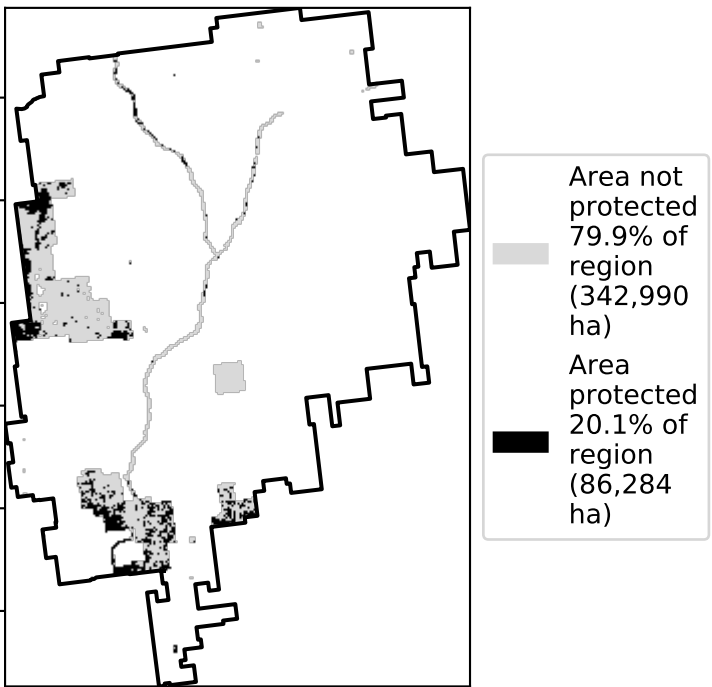 Area not
protected
79.9% of
region
(342,990
ha)
Area
protected
20.1% of
region
(86,284
ha)